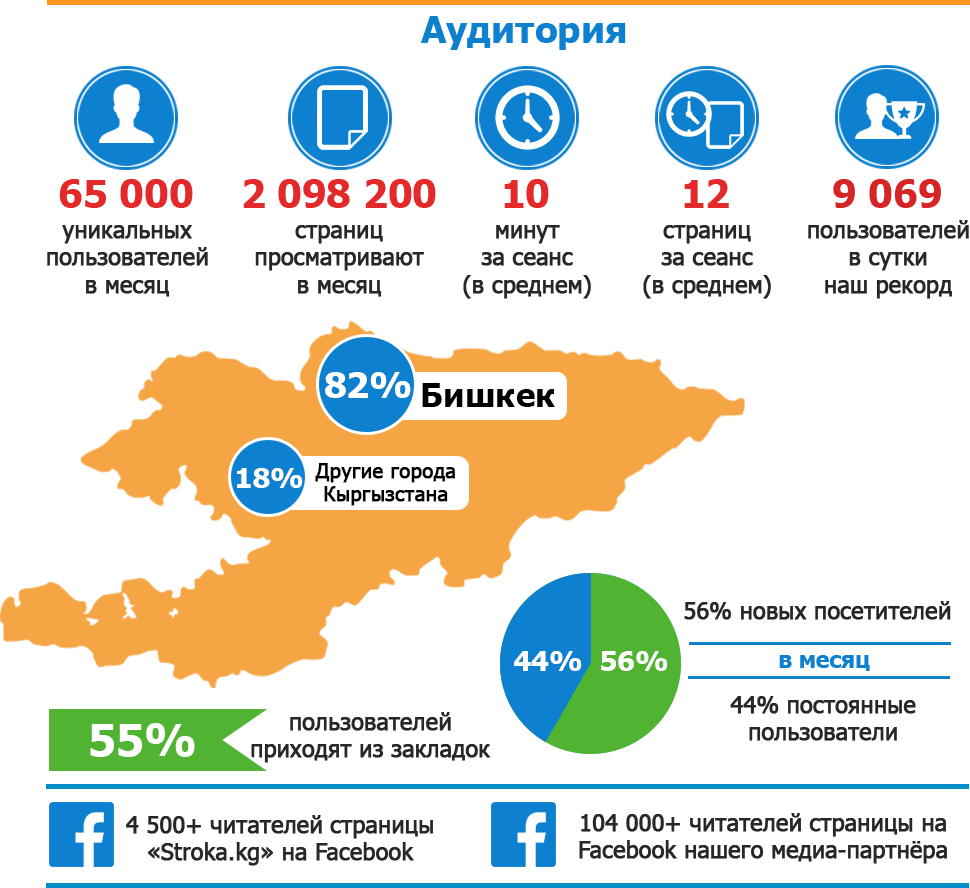 Аудитория
65 000
уникальных
пользователей
в месяц
2 098 200
страниц
просматривают
в месяц
10
минут
за сеанс
(в среднем)
12
страниц
за сеанс
(в среднем)
9 069
пользователей
в сутки
наш рекорд
82%
Бишкек
18%
Другие города
Кыргызстана
44%
56%
56% новых посетителей
в месяц
44% постоянные
пользователи
55%
пользователей
приходят из закладок
4 500+ читателей страницы
«Stroka.kg» на Facebook
104 000+ читателей страницы на
Facebook нашего медиа-партнёра